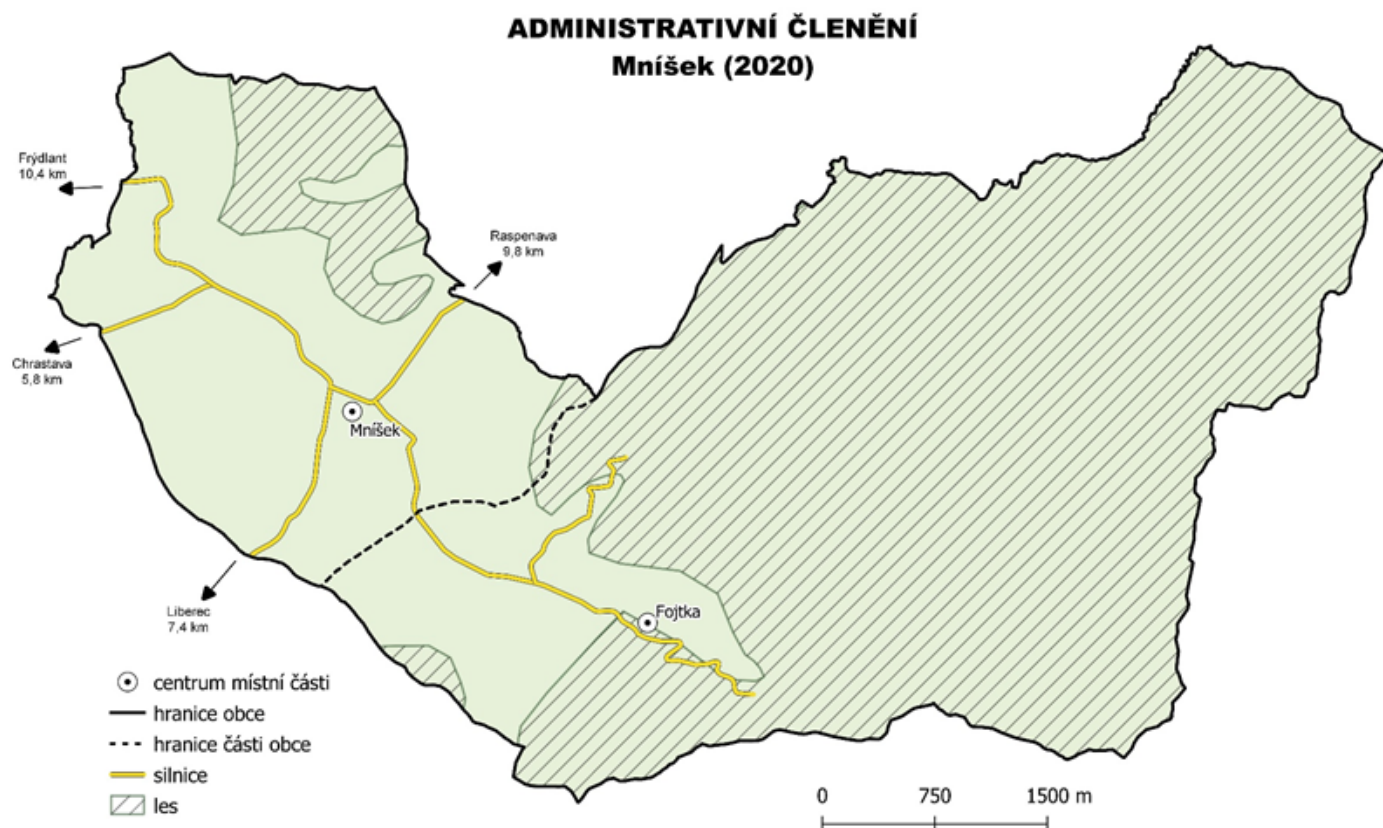 ADMINISTRATIVNÍ ČLENĚNÍ
Mníšek (2020)
Frýdlant
10,4 km
Raspenava
9,8 km
Chrastava
5,8 km
Mníšek
Liberec
7,4 km
Fojtka
centrum místní části
hranice obce
hranice části obce
silnice
les
0 750 1500 m